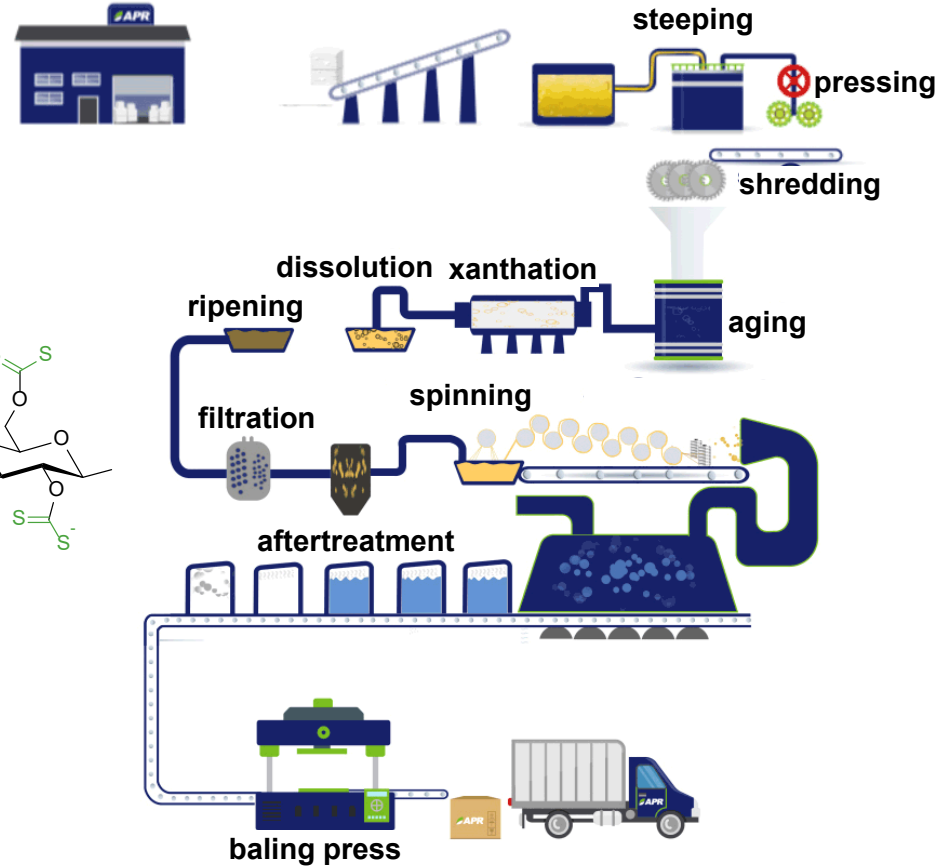 APR
steeping
pressing
shredding
dissolution
xanthation
ripening
aging
S
O
spinning
filtration
O
O
S
S-
aftertreatment
APR
APR
baling press